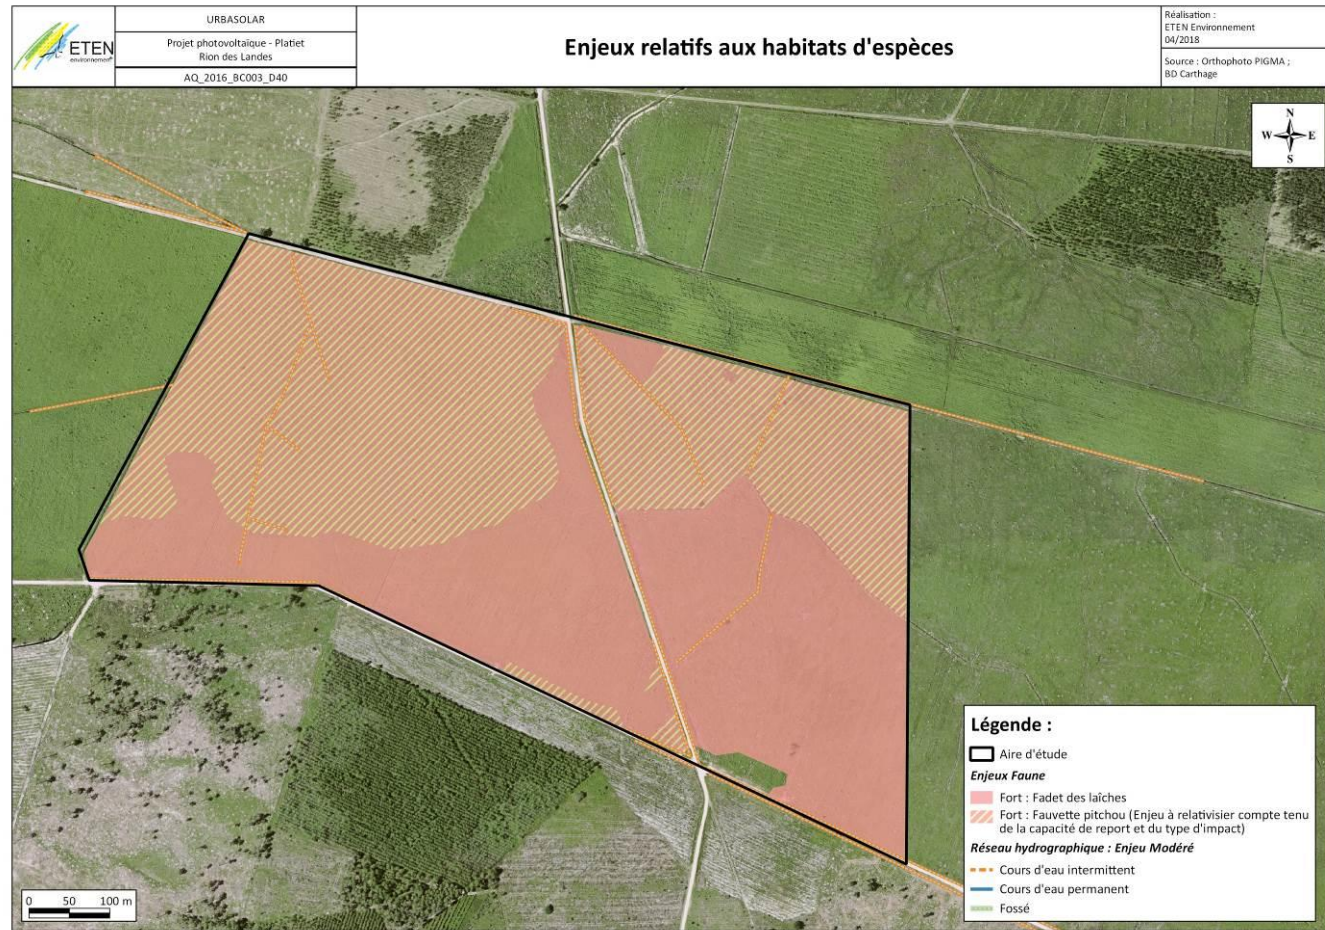 ETEN
environnement
URBASOLAR
Projet photovoltaïque - Platiet
Rion des Landes
AQ_2016_BC003_D40
Enjeux relatifs aux habitats d'espèces
Réalisation :
ETEN Environnement
04/2018
Source : Orthophoto PIGMA ;
BD Carthage
N
W E
S
Légende :
Aire d'étude
Enjeux Faune
Fort : Fadet des laîches
Fort : Fauvette pitchou (Enjeu à relativisier compte tenu
de la capacité de report et du type d'impact)
Réseau hydrographique : Enjeu Modéré
Cours d'eau intermittent
Cours d'eau permanent
Fossé
0 50 100 m